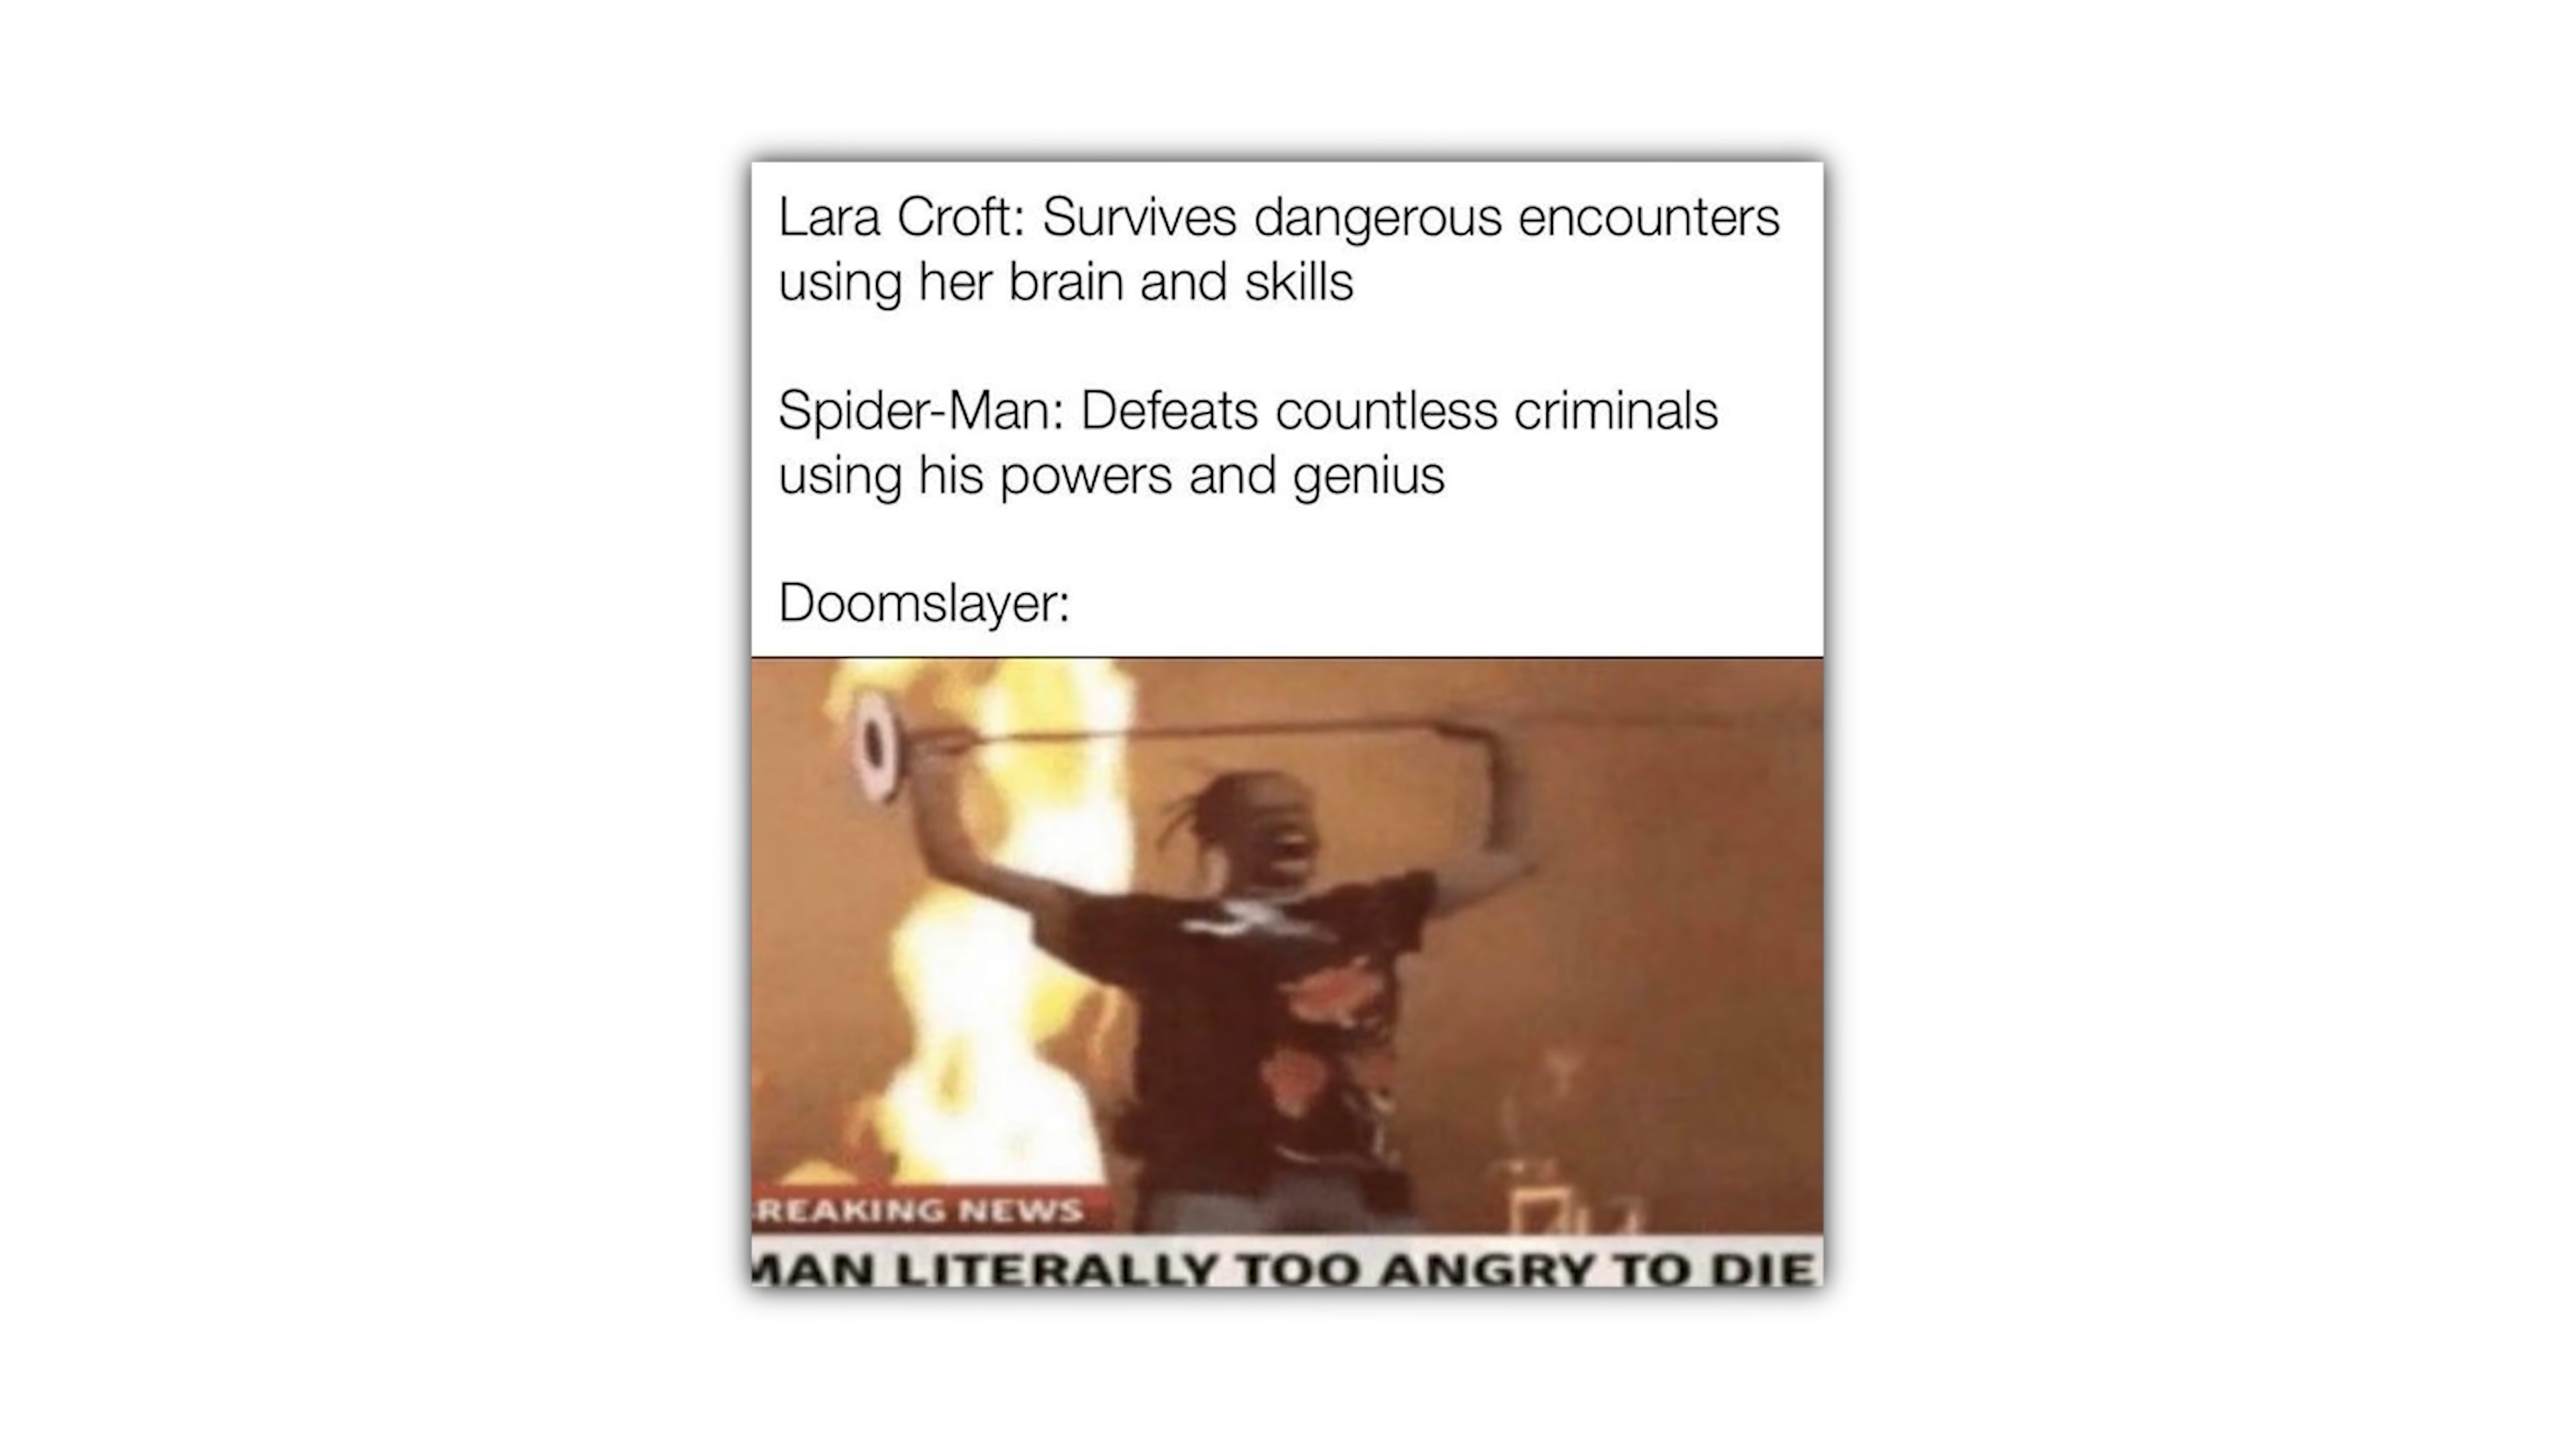 Lara Croft: Survives dangerous encounters
using her brain and skills
Spider-Man: Defeats countless criminals
using his powers and genius
Doomslayer:
REAKING NEWS
MAN LITERALLY TOO ANGRY TO DIE